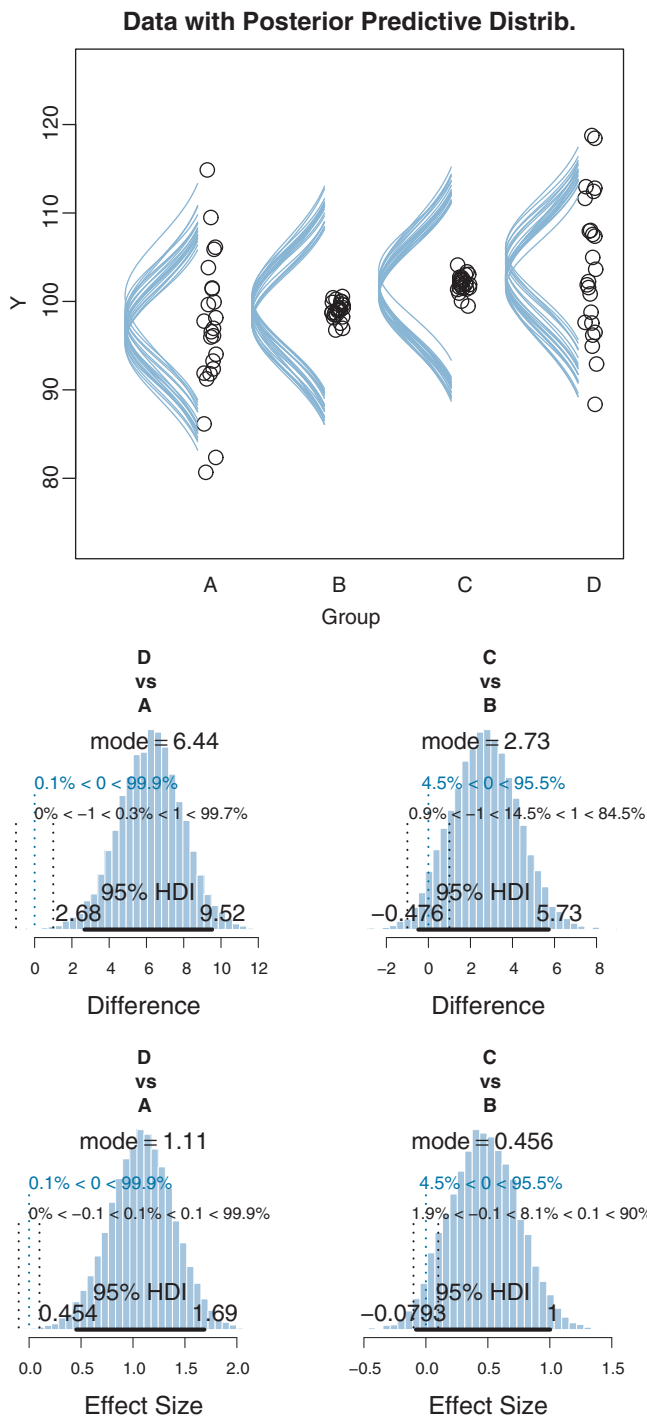 Data with Posterior Predictive Distrib.
120
110
100
90
80
Y
A B C D
Group
D
vs
A
mode = 6.44
0.1% < 0 < 99.9%
0% < −1 < 0.3% < 1 < 99.7%
95% HDI
2.68 9.52
0 2 4 6 8 10 12
Difference
C
vs
B
mode = 2.73
4.5% < 0 < 95.5%
0.9% < −1 < 14.5% < 1 < 84.5%
95% HDI
−0.476 5.73
−2 0 2 4 6 8
Difference
D
vs
A
mode = 1.11
0.1% < 0 < 99.9%
0% < −0.1 < 0.1% < 0.1 < 99.9%
95% HDI
0.454 1.69
0.0 0.5 1.0 1.5 2.0
Effect Size
C
vs
B
mode = 0.456
4.5% < 0 < 95.5%
1.9% < −0.1 < 8.1% < 0.1 < 90%
95% HDI
−0.0793 1
−0.5 0.0 0.5 1.0 1.5
Effect Size